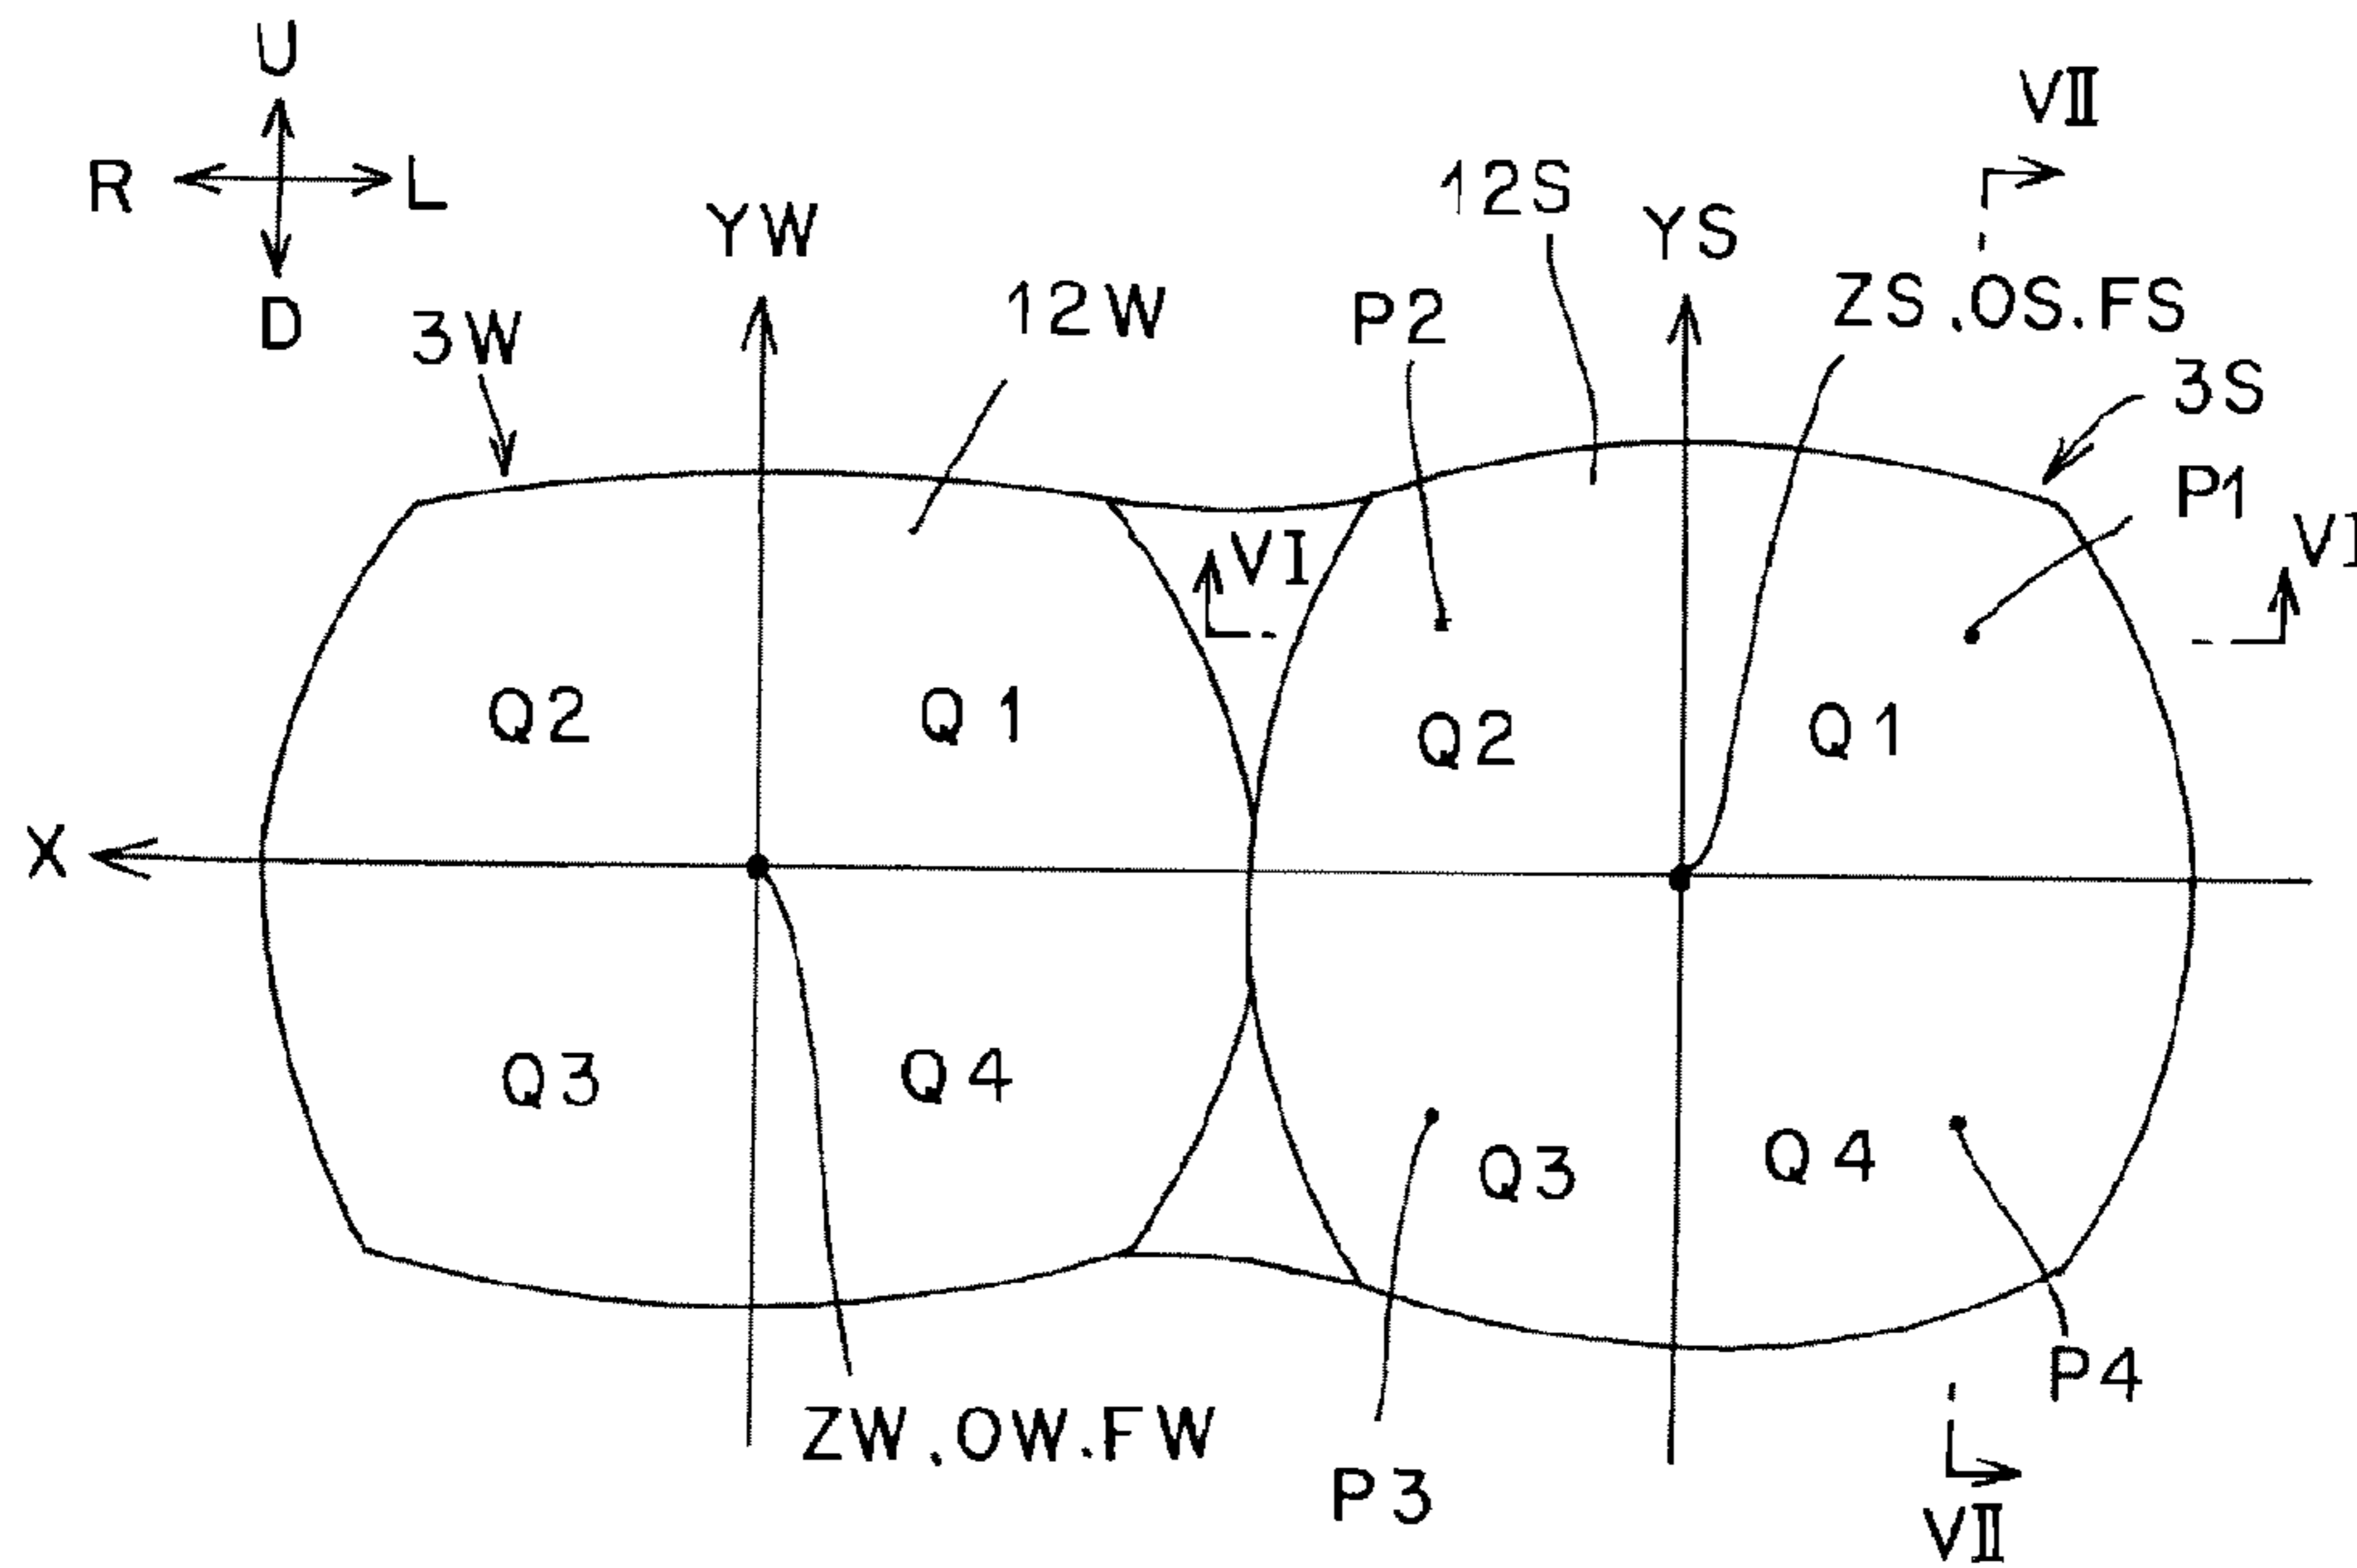 U
VII
R L
12S
YW YS
12W
ZS.OS.FS
D
P2
3W
3S
P1
VI
VI
Q2 Q1 Q2 Q1
X
Q3 Q4
Q3 Q4
P4
ZW.OW.FW
P3
VII